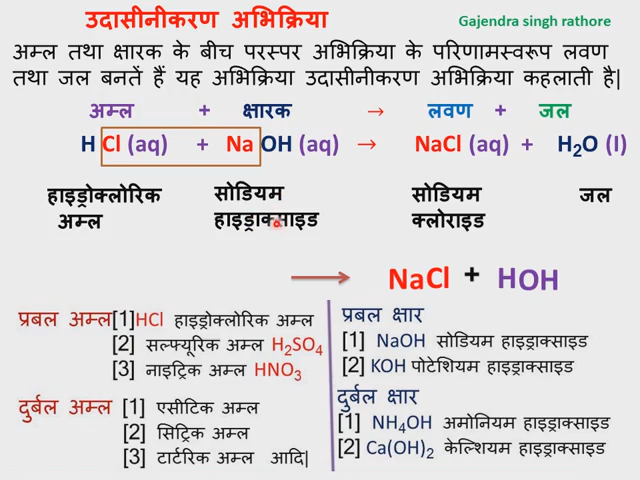 उदासीनीकरण अभिक्रिया
Gajendra singh rathore
अम्ल तथा क्षारक के बीच परस्पर अभिक्रिया के परिणामस्वरूप लवण
तथा जल बनतें हैं यह अभिक्रिया उदासीनीकरण अभिक्रिया कहलाती है|
अम्ल + क्षारक → लवण + जल
H Cl (aq) + Na OH (aq) → NaCl (aq) + H₂O (l)
हाइड्रोक्लोरिक अम्ल
सोडियम हाइड्राक्साइड
सोडियम क्लोराइड
जल
→ NaCl + HOH
प्रबल अम्ल [1] HCl हाइड्रोक्लोरिक अम्ल
[2] सल्फ्यूरिक अम्ल H₂SO₄
[3] नाइट्रिक अम्ल HNO₃
दुर्बल अम्ल [1] एसीटिक अम्ल
[2] सिट्रिक अम्ल
[3] टार्टरिक अम्ल आदि|
प्रबल क्षार
[1] NaOH सोडियम हाइड्राक्साइड
[2] KOH पोटेशियम हाइड्राक्साइड
दुर्बल क्षार
[1] NH₄OH अमोनियम हाइड्राक्साइड
[2] Ca(OH)₂ केल्शियम हाइड्राक्साइड